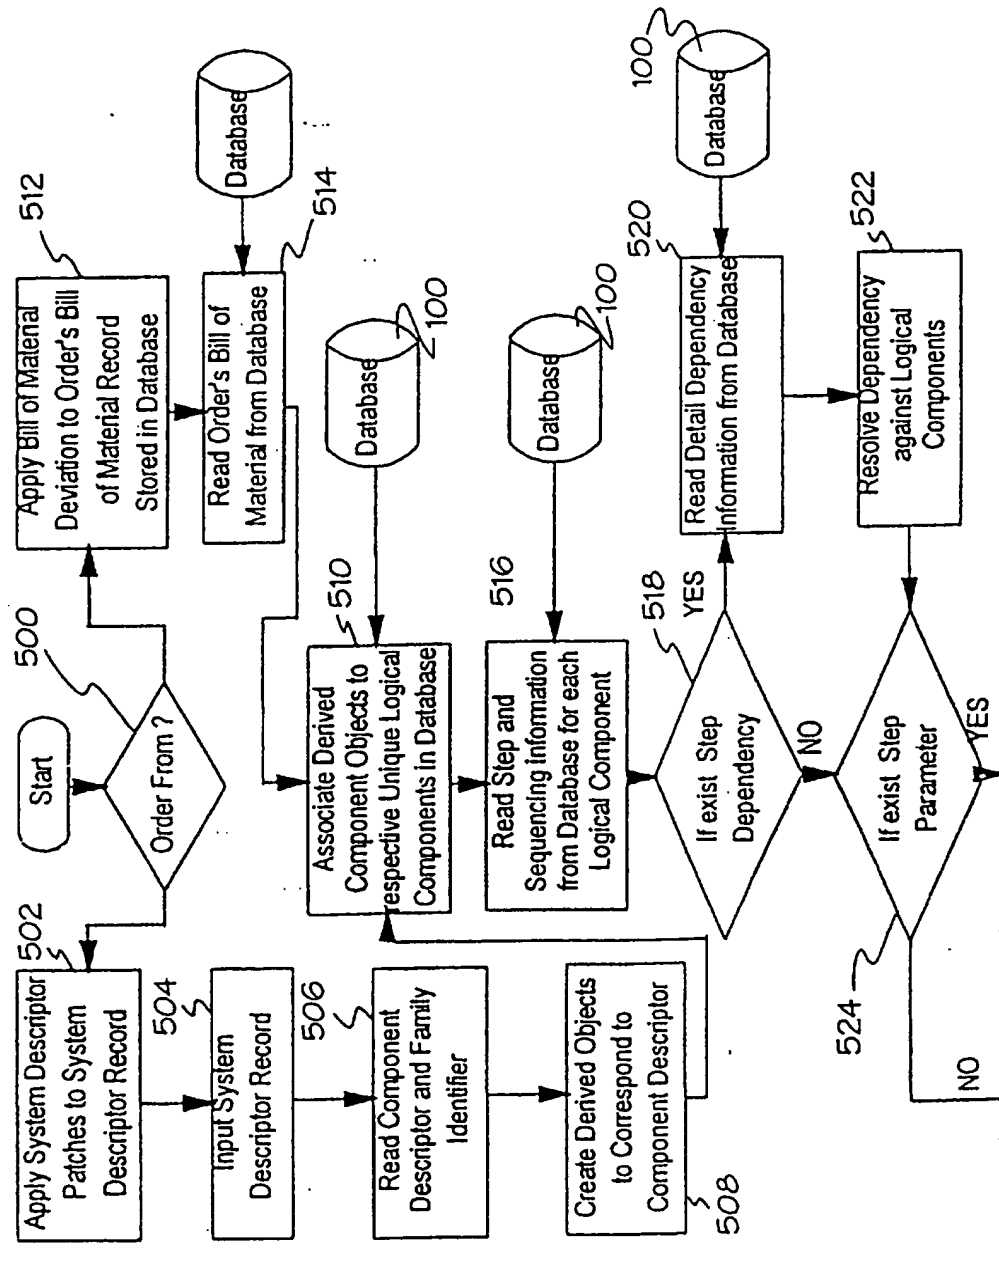 Start
500
Order From ?
502
Apply System Descriptor
Patches to System
Descriptor Record
504
Input System
Descriptor Record
506
Read Component
Descriptor and Family
Identifier
508
Create Derived Objects
to Correspond to
Component Descriptor
512
Apply Bill of Material
Deviation to Order's Bill
of Material Record
Stored in Database
514
Read Order's Bill of
Material from Database
Database
510
Associate Derived
Component Objects to
respective Unique Logical
Components in Database
Database
100
516
Read Step and
Sequencing Information
from Database for each
Logical Component
Database
100
518
If exist Step
Dependency
YES
NO
520
Read Detail Dependency
Information from Database
Database
100
522
Resolve Dependency
against Logical
Components
524
If exist Step
Parameter
YES
NO